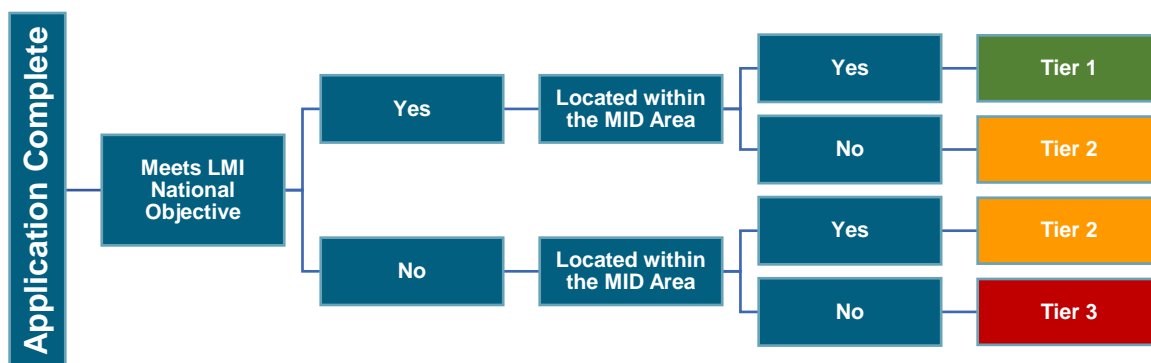 Application Complete
Meets LMI
National
Objective
Yes
Located within
the MID Area
Yes
Tier 1
No
Tier 2
No
Located within
the MID Area
Yes
Tier 2
No
Tier 3